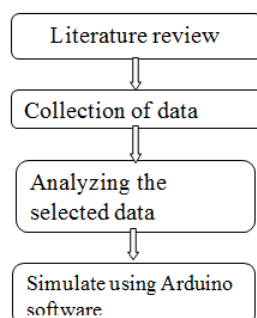 Literature review
Collection of data
Analyzing the
selected data
Simulate using Arduino
software